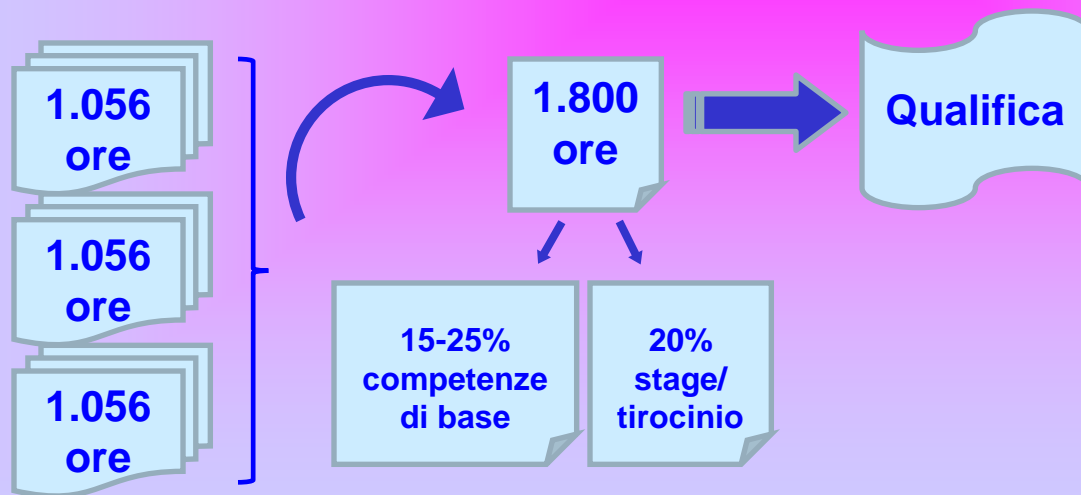 1.056
ore
1.056
ore
1.056
ore
1.800
ore
Qualifica
15-25%
competenze
di base
20%
stage/
tirocinio